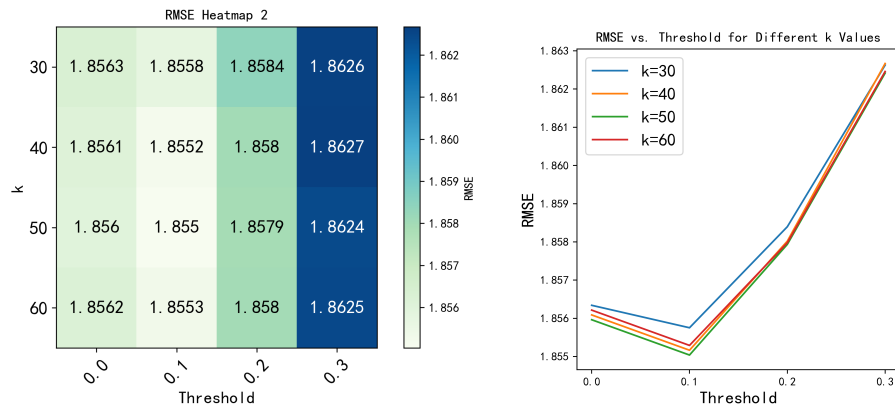 RMSE Heatmap 2
k
30 1.8563 1.8558 1.8584 1.8626
40 1.8561 1.8552 1.858 1.8627
50 1.856 1.855 1.8579 1.8624
60 1.8562 1.8553 1.858 1.8625
0.0 0.1 0.2 0.3
Threshold
1.862
1.861
1.860
1.859
1.858
1.857
1.856
RMSE
RMSE vs. Threshold for Different k Values
k=30
k=40
k=50
k=60
RMSE
1.863
1.862
1.861
1.860
1.859
1.858
1.857
1.856
1.855
0.0 0.1 0.2 0.3
Threshold